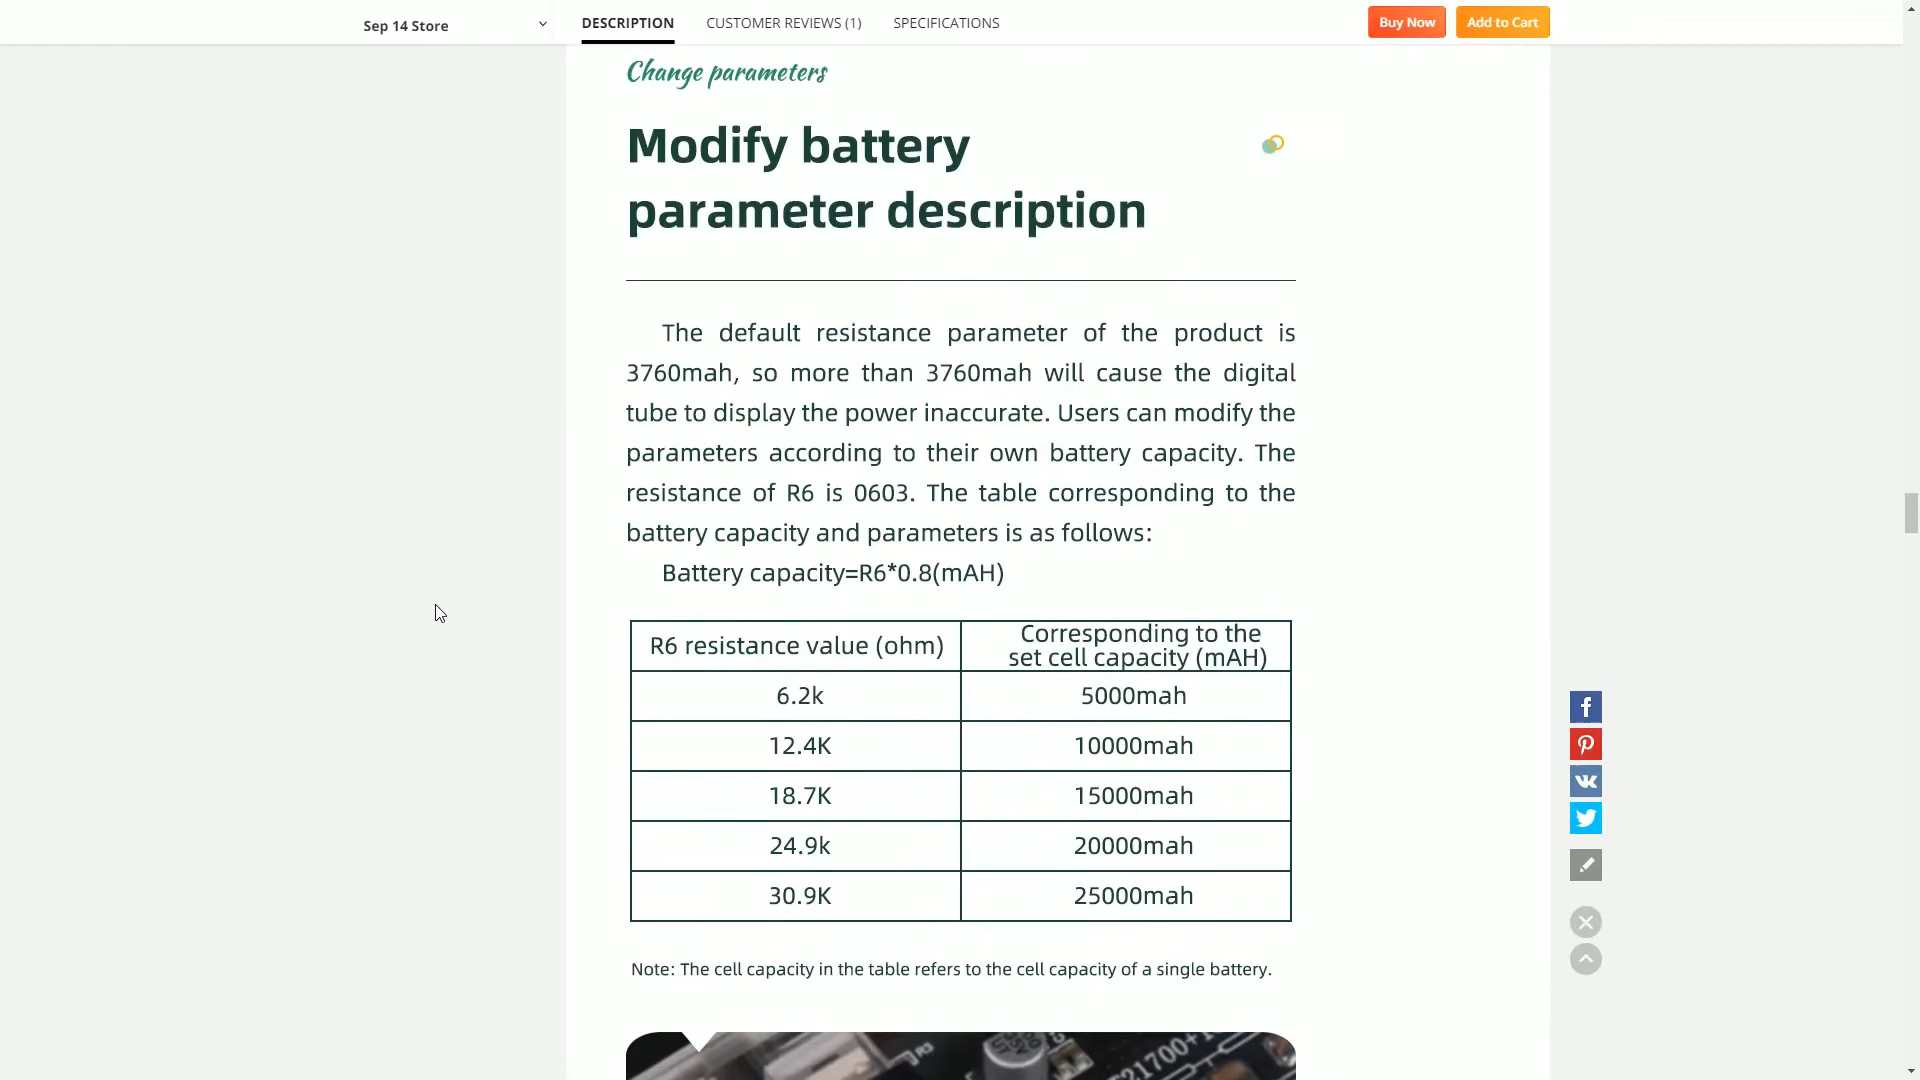 Sep 14 Store
DESCRIPTION
CUSTOMER REVIEWS (1)
SPECIFICATIONS
Buy Now
Add to Cart
Change parameters
Modify battery
parameter description
The default resistance parameter of the product is
3760mah, so more than 3760mah will cause the digital
tube to display the power inaccurate. Users can modify the
parameters according to their own battery capacity. The
resistance of R6 is 0603. The table corresponding to the
battery capacity and parameters is as follows:
Battery capacity=R6*0.8(mAH)
R6 resistance value (ohm)
Corresponding to the
set cell capacity (mAH)
6.2k
5000mah
12.4K
10000mah
18.7K
15000mah
24.9k
20000mah
30.9K
25000mah
Note: The cell capacity in the table refers to the cell capacity of a single battery.
R3